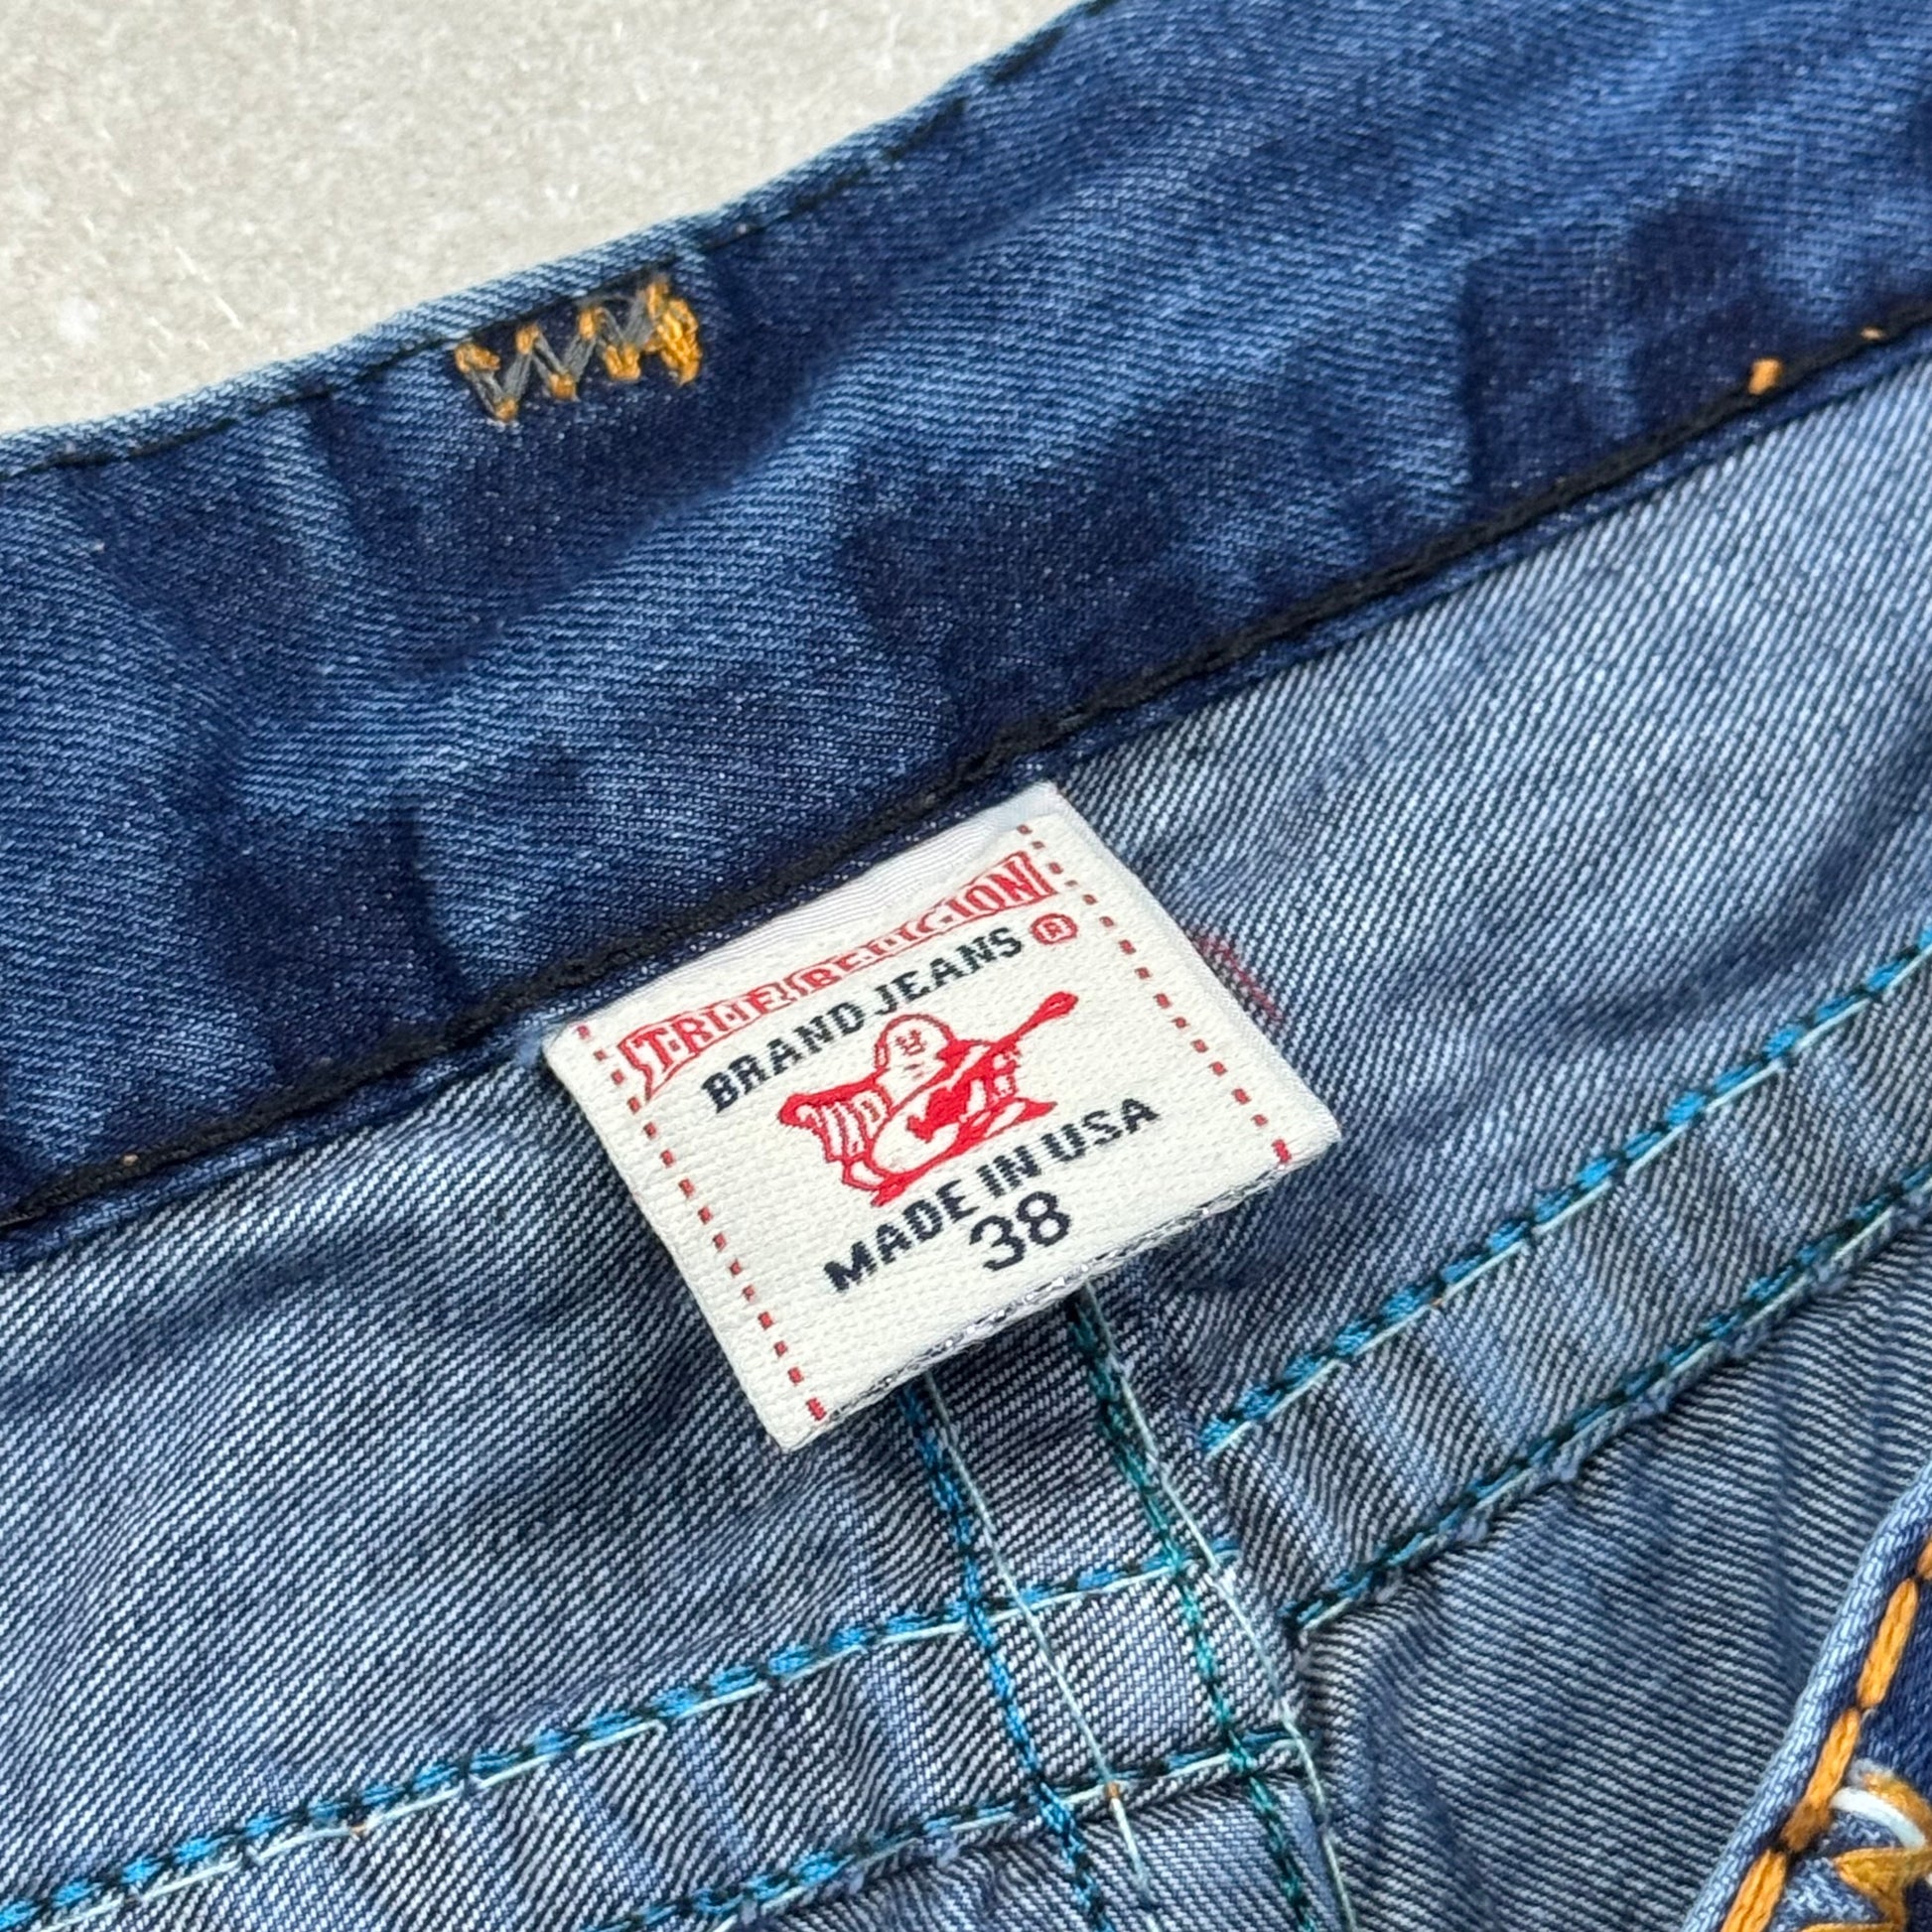 TRUE RELIGION
BRAND JEANS ®
MADE IN USA
38